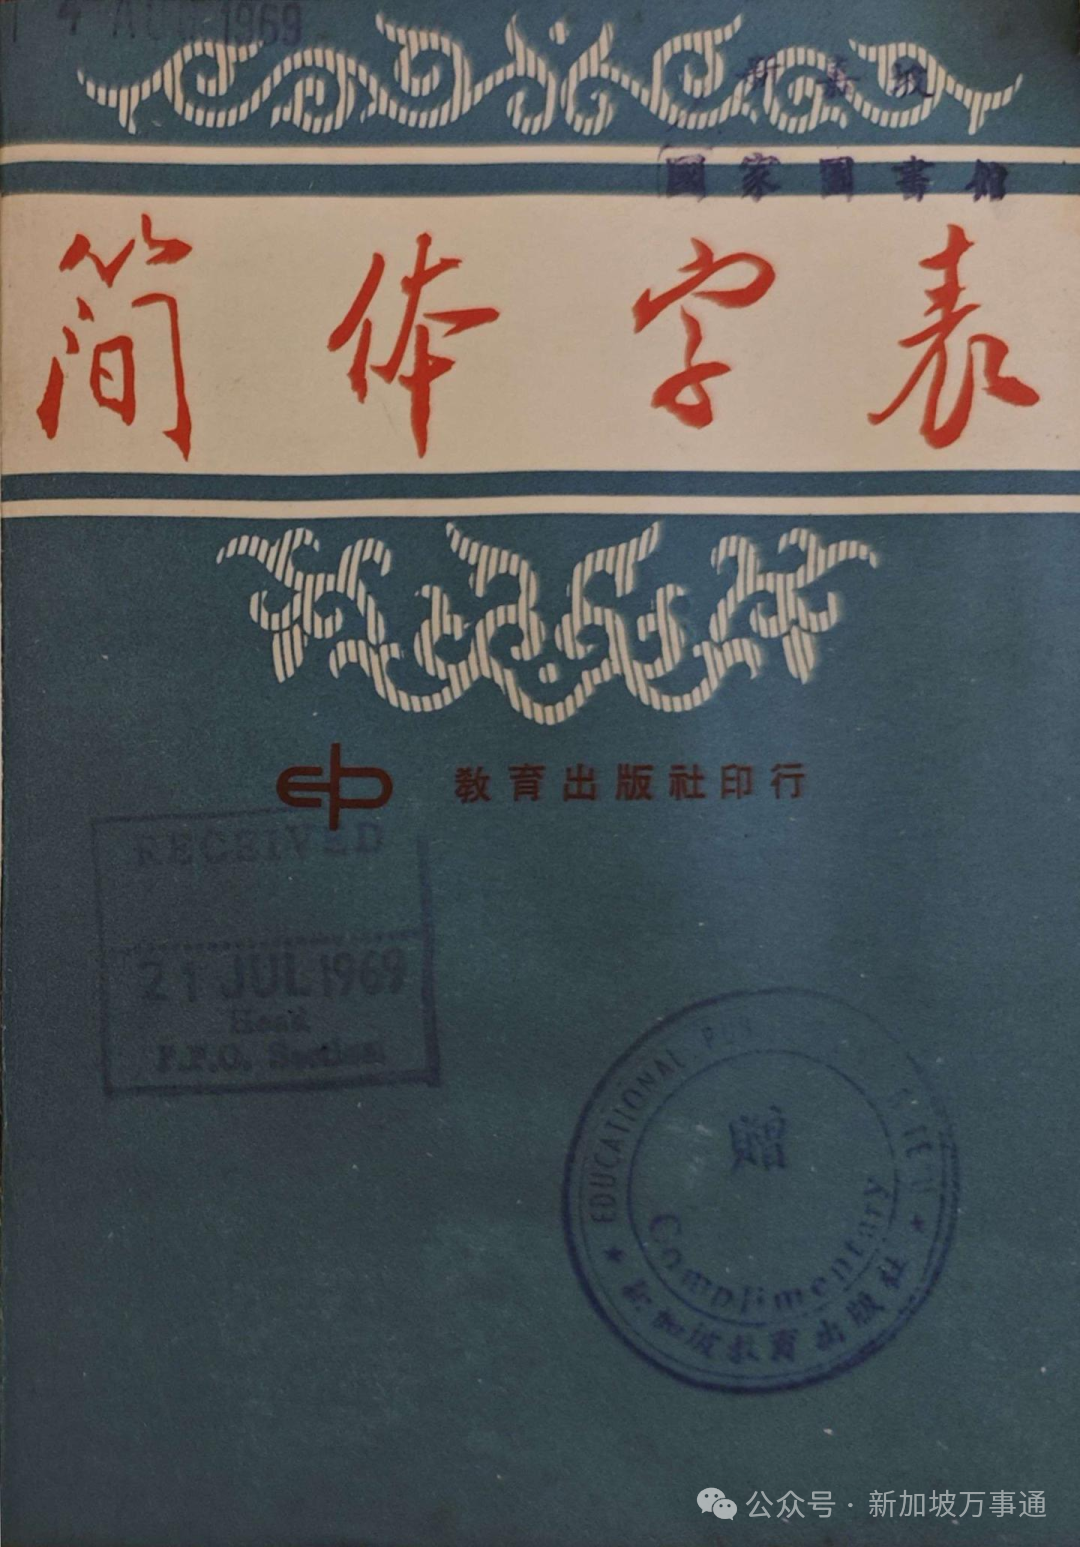 4 AUG 1969
新嘉坡
國家圖書館
简体字表
教育出版社印行
RECEIVED
21 JUL 1969
Head
P.P.O. Section
EDUCATIONAL
贈
Complimentary
新加坡教育出版社
公众号 · 新加坡万事通